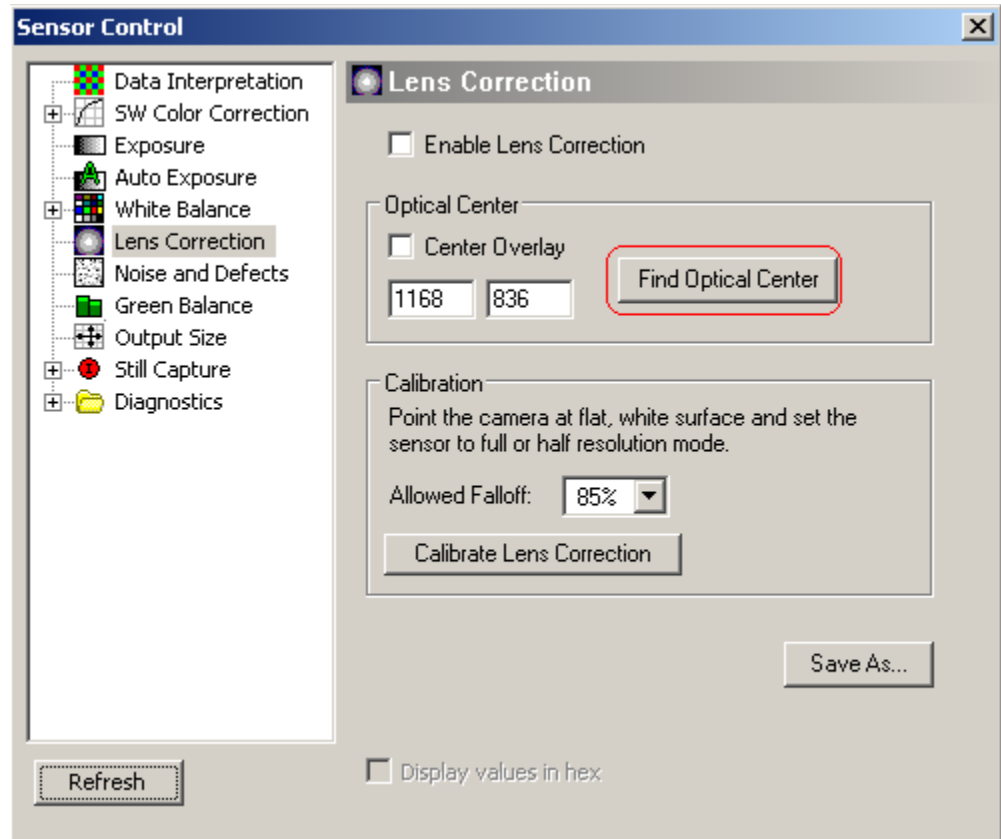 Sensor Control
Data Interpretation
SW Color Correction
Exposure
Auto Exposure
White Balance
Lens Correction
Noise and Defects
Green Balance
Output Size
Still Capture
Diagnostics
Refresh
Lens Correction
Enable Lens Correction
Optical Center
Center Overlay
1168 836
Find Optical Center
Calibration
Point the camera at flat, white surface and set the
sensor to full or half resolution mode.
Allowed Falloff: 85%
Calibrate Lens Correction
Save As...
Display values in hex